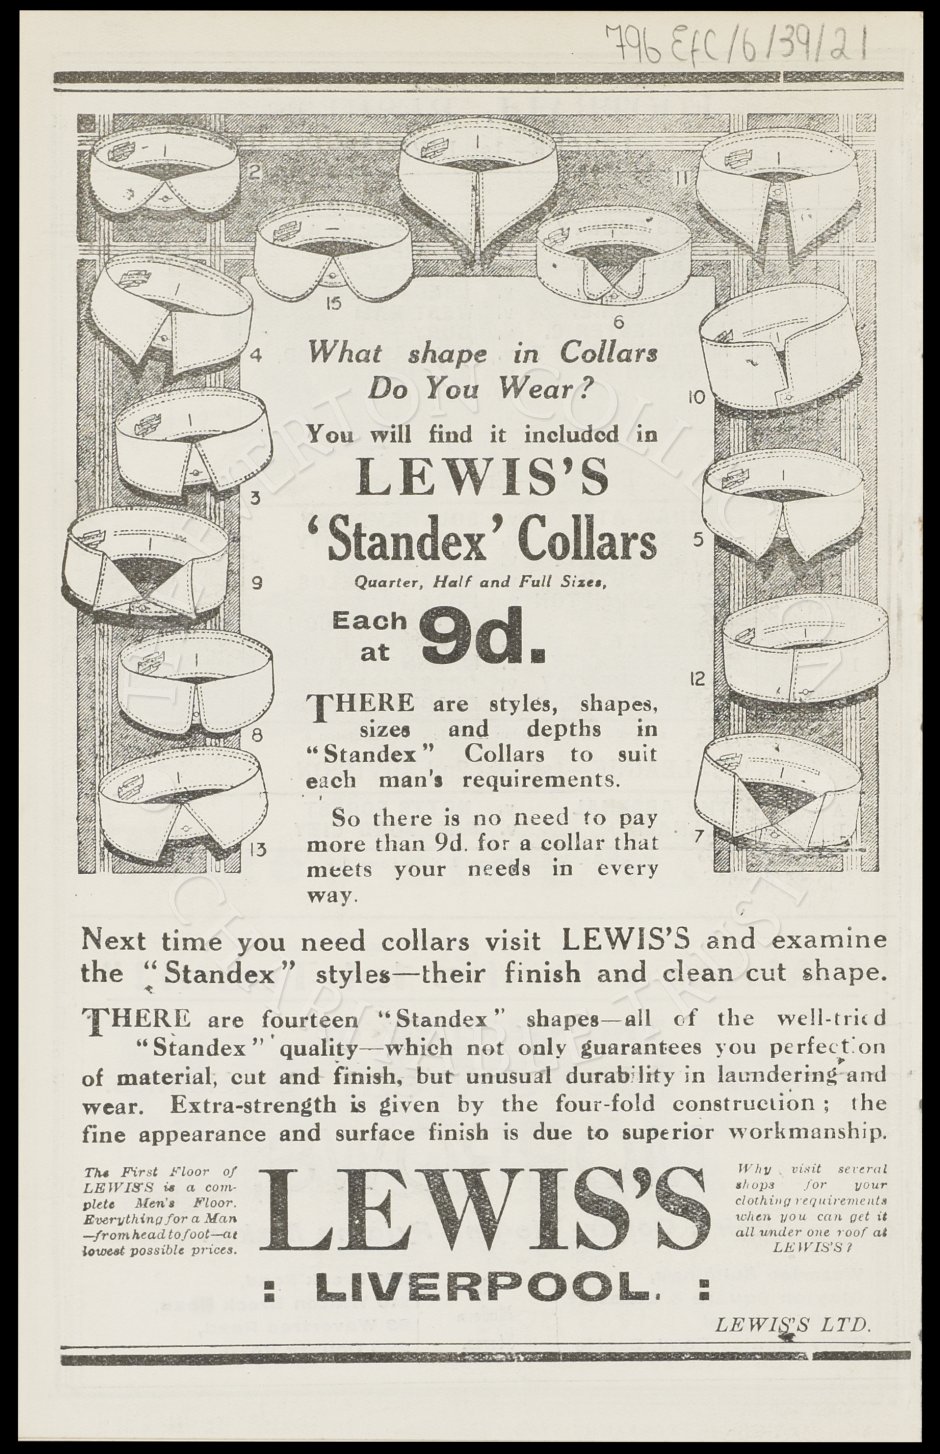 796 EfC/6/39/21
2
11
15
6
4
10
3
5
9
12
8
13
7
What shape in Collars
Do You Wear?
You will find it included in
LEWIS'S
'Standex' Collars
Quarter, Half and Full Sizes,
Each at 9d.
THERE are styles, shapes,
sizes and depths in
"Standex" Collars to suit
each man's requirements.
So there is no need to pay
more than 9d. for a collar that
meets your needs in every
way.
Next time you need collars visit LEWIS'S and examine
the "Standex" styles—their finish and clean cut shape.
THERE are fourteen "Standex" shapes—all of the well-tried
"Standex" quality—which not only guarantees you perfection
of material, cut and finish, but unusual durability in laundering and
wear. Extra-strength is given by the four-fold construction; the
fine appearance and surface finish is due to superior workmanship.
The First Floor of
LEWIS'S is a com-
plete Men's Floor.
Everything for a Man
—from head to foot—at
lowest possible prices.
LEWIS'S
Why visit several
shops for your
clothing requirements
when you can get it
all under one roof at
LEWIS'S?
: LIVERPOOL. :
LEWIS'S LTD.
THE EVERTON COLLECTION
CHARITABLE TRUST